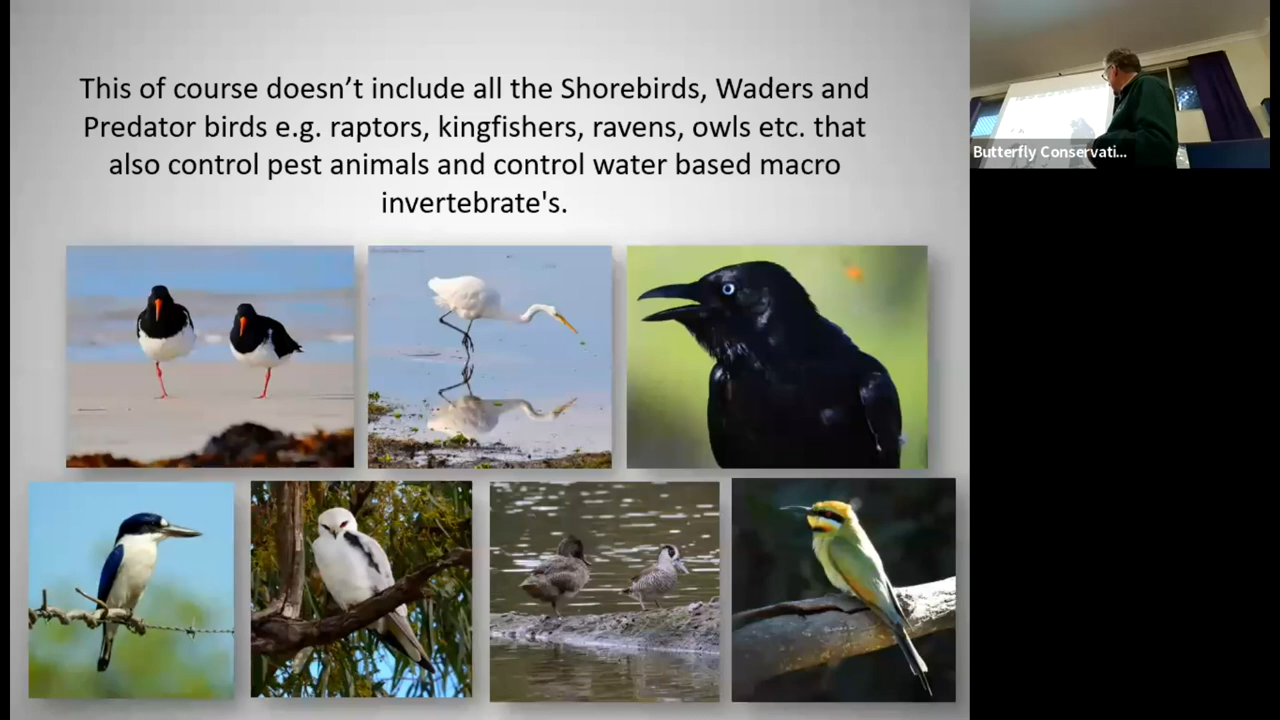 This of course doesn’t include all the Shorebirds, Waders and
Predator birds e.g. raptors, kingfishers, ravens, owls etc. that
also control pest animals and control water based macro
invertebrate's.
Butterfly Conservati...